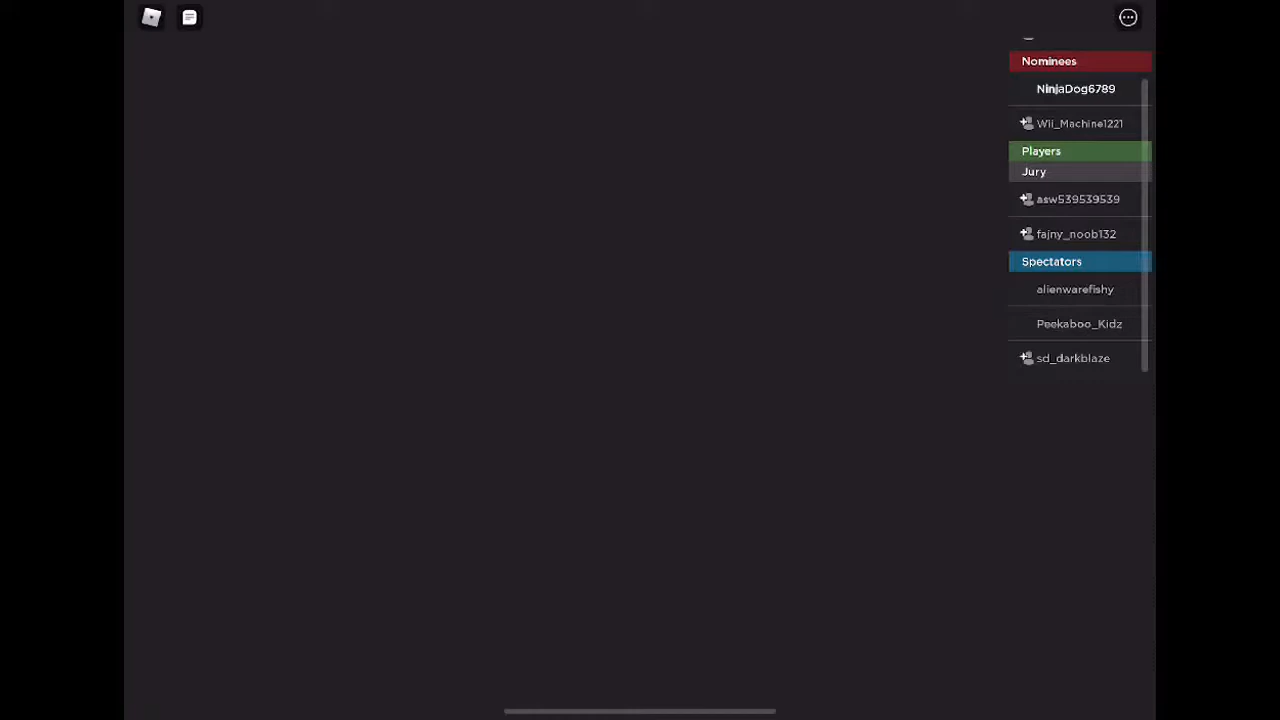 Nominees
NinjaDog6789
Wii_Machine1221
Players
Jury
asw539539539
fajny_noob132
Spectators
alienwarefishy
Peekaboo_Kidz
sd_darkblaze